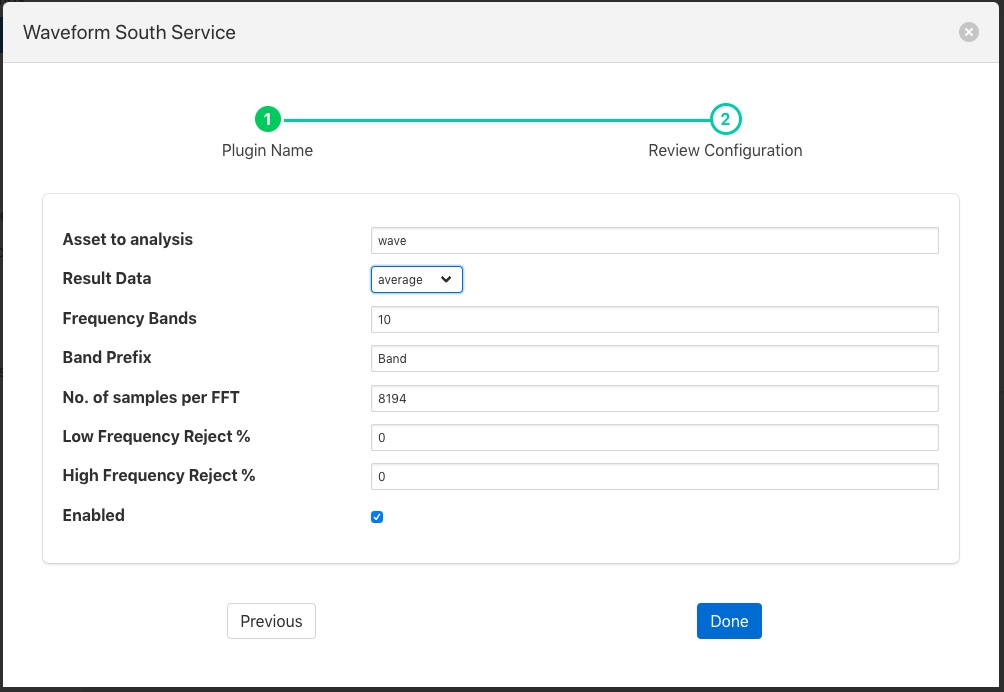 Waveform South Service
1 2
Plugin Name Review Configuration
Asset to analysis wave
Result Data average
Frequency Bands 10
Band Prefix Band
No. of samples per FFT 8194
Low Frequency Reject % 0
High Frequency Reject % 0
Enabled
Previous Done